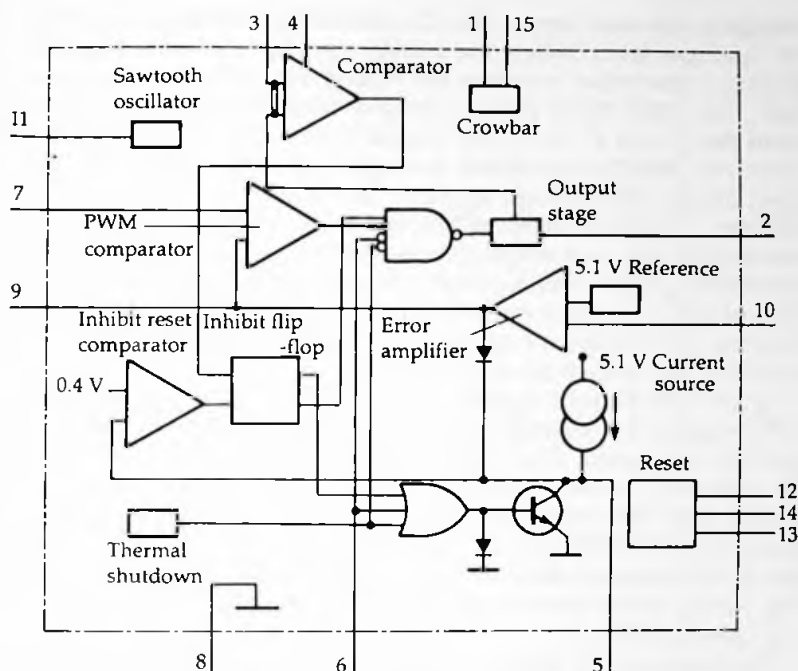 3 4 1 15
Sawtooth
oscillator
Comparator
Crowbar
11
7
PWM
comparator
Output
stage
2
5.1 V Reference
9
10
Inhibit reset
comparator
Inhibit flip
-flop
Error
amplifier
5.1 V Current
source
0.4 V
Reset
12
14
13
Thermal
shutdown
8 6 5